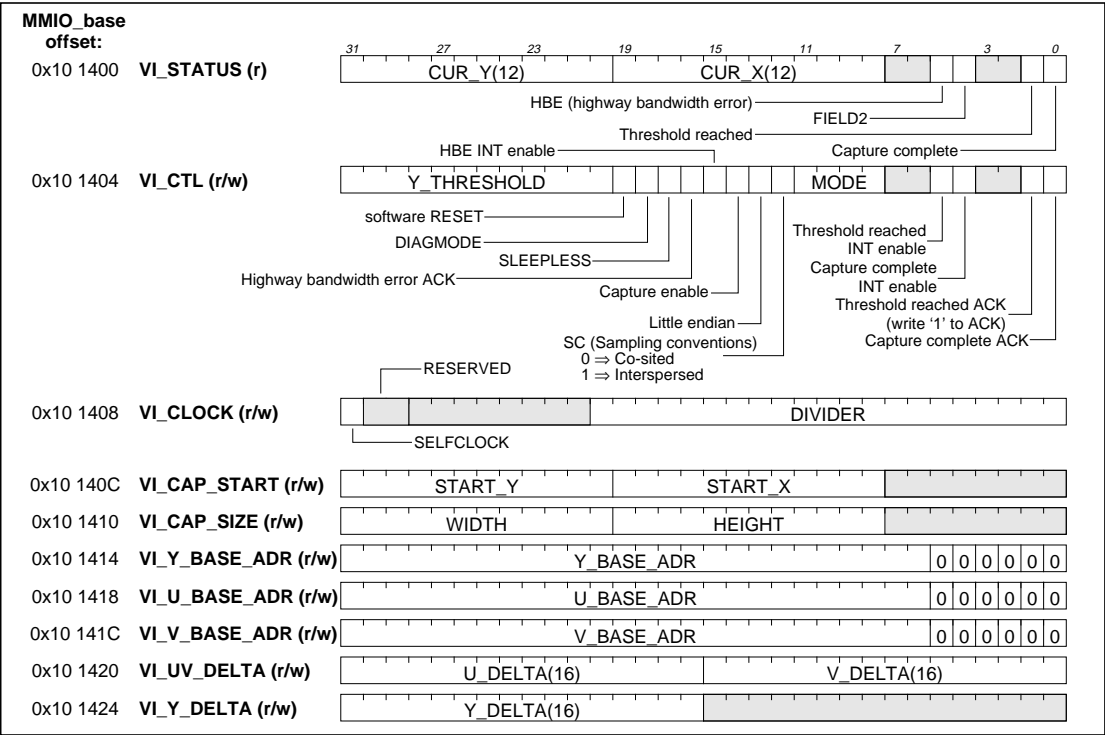 MMIO_base
offset:
31 27 23 19 15 11 7 3 0
0x10 1400 VI_STATUS (r) CUR_Y(12) CUR_X(12)
HBE (highway bandwidth error)
FIELD2
Threshold reached
HBE INT enable Capture complete
0x10 1404 VI_CTL (r/w) Y_THRESHOLD MODE
software RESET
DIAGMODE
SLEEPLESS
Highway bandwidth error ACK
Capture enable
Little endian
SC (Sampling conventions)
0 ⇒ Co-sited
1 ⇒ Interspersed
Threshold reached
INT enable
Capture complete
INT enable
Threshold reached ACK
(write ‘1’ to ACK)
Capture complete ACK
RESERVED
0x10 1408 VI_CLOCK (r/w) DIVIDER
SELFCLOCK
0x10 140C VI_CAP_START (r/w) START_Y START_X
0x10 1410 VI_CAP_SIZE (r/w) WIDTH HEIGHT
0x10 1414 VI_Y_BASE_ADR (r/w) Y_BASE_ADR 0 0 0 0 0 0
0x10 1418 VI_U_BASE_ADR (r/w) U_BASE_ADR 0 0 0 0 0 0
0x10 141C VI_V_BASE_ADR (r/w) V_BASE_ADR 0 0 0 0 0 0
0x10 1420 VI_UV_DELTA (r/w) U_DELTA(16) V_DELTA(16)
0x10 1424 VI_Y_DELTA (r/w) Y_DELTA(16)